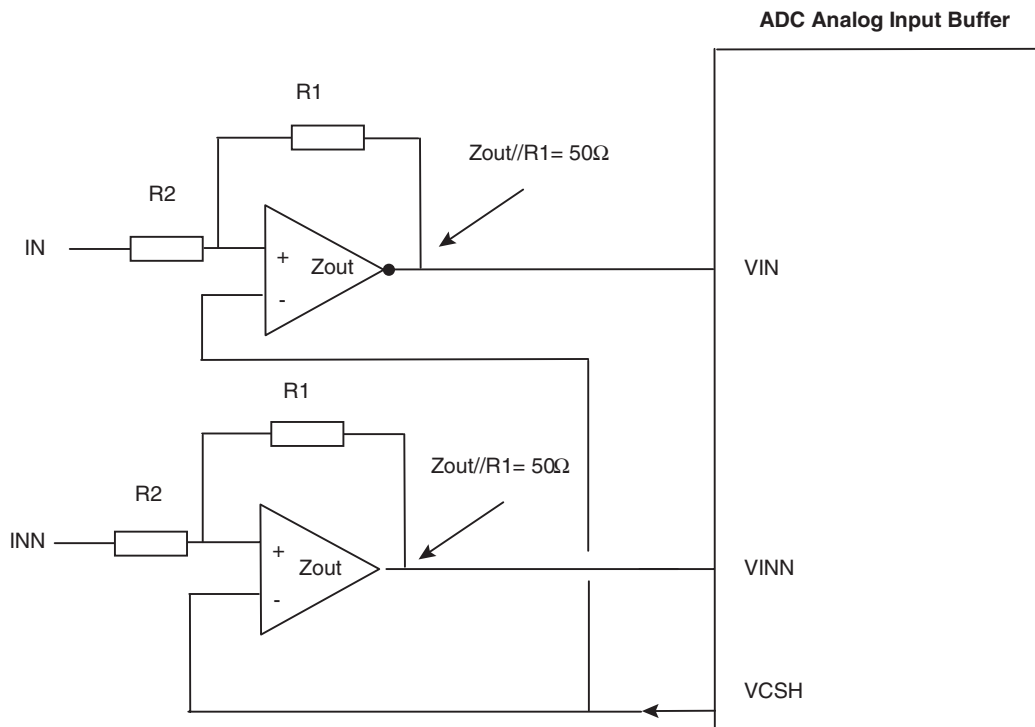 ADC Analog Input Buffer
R1
Zout//R1= 50Ω
R2
IN
+
Zout
-
VIN
R1
Zout//R1= 50Ω
R2
INN
+
Zout
-
VINN
VCSH